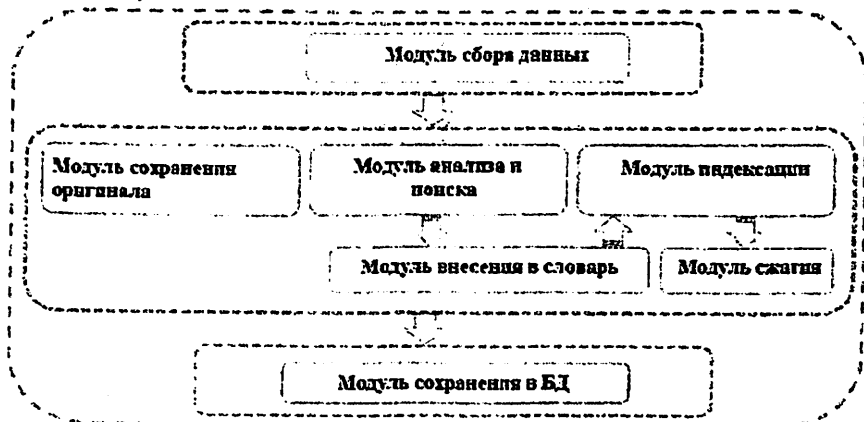 Модуль сбора данных
Модуль сохранения
оригинала
Модуль анализа и
поиска
Модуль индексации
Модуль внесения в словарь
Модуль сжатия
Модуль сохранения в БД